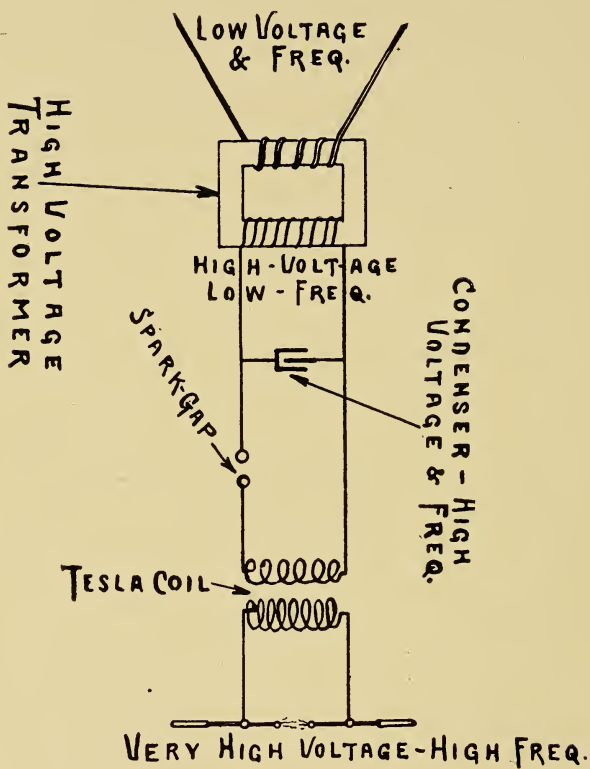 LOW VOLTAGE
& FREQ.
HIGH VOLTAGE
TRANSFORMER
HIGH-VOLTAGE
LOW-FREQ.
SPARK-GAP
CONDENSER-HIGH
VOLTAGE & FREQ.
TESLA COIL
VERY HIGH VOLTAGE-HIGH FREQ.